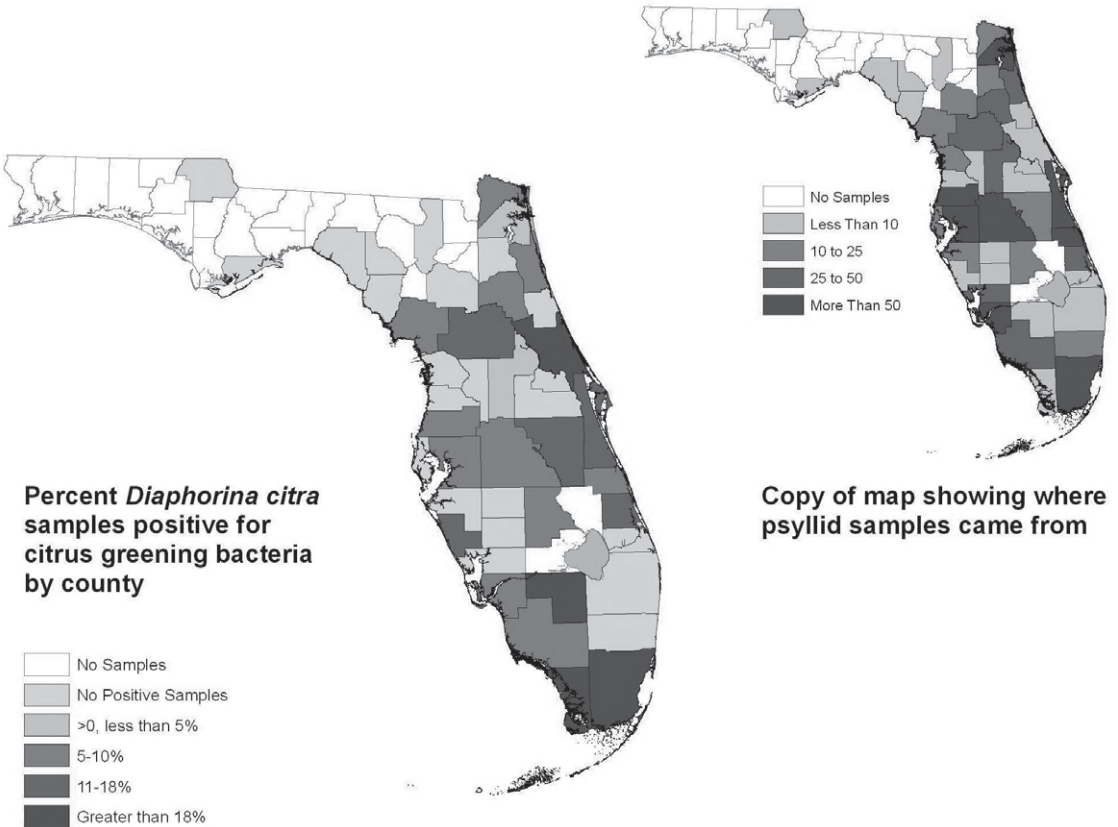 No Samples
Less Than 10
10 to 25
25 to 50
More Than 50
Copy of map showing where
psyllid samples came from
Percent Diaphorina citra
samples positive for
citrus greening bacteria
by county
No Samples
No Positive Samples
>0, less than 5%
5-10%
11-18%
Greater than 18%